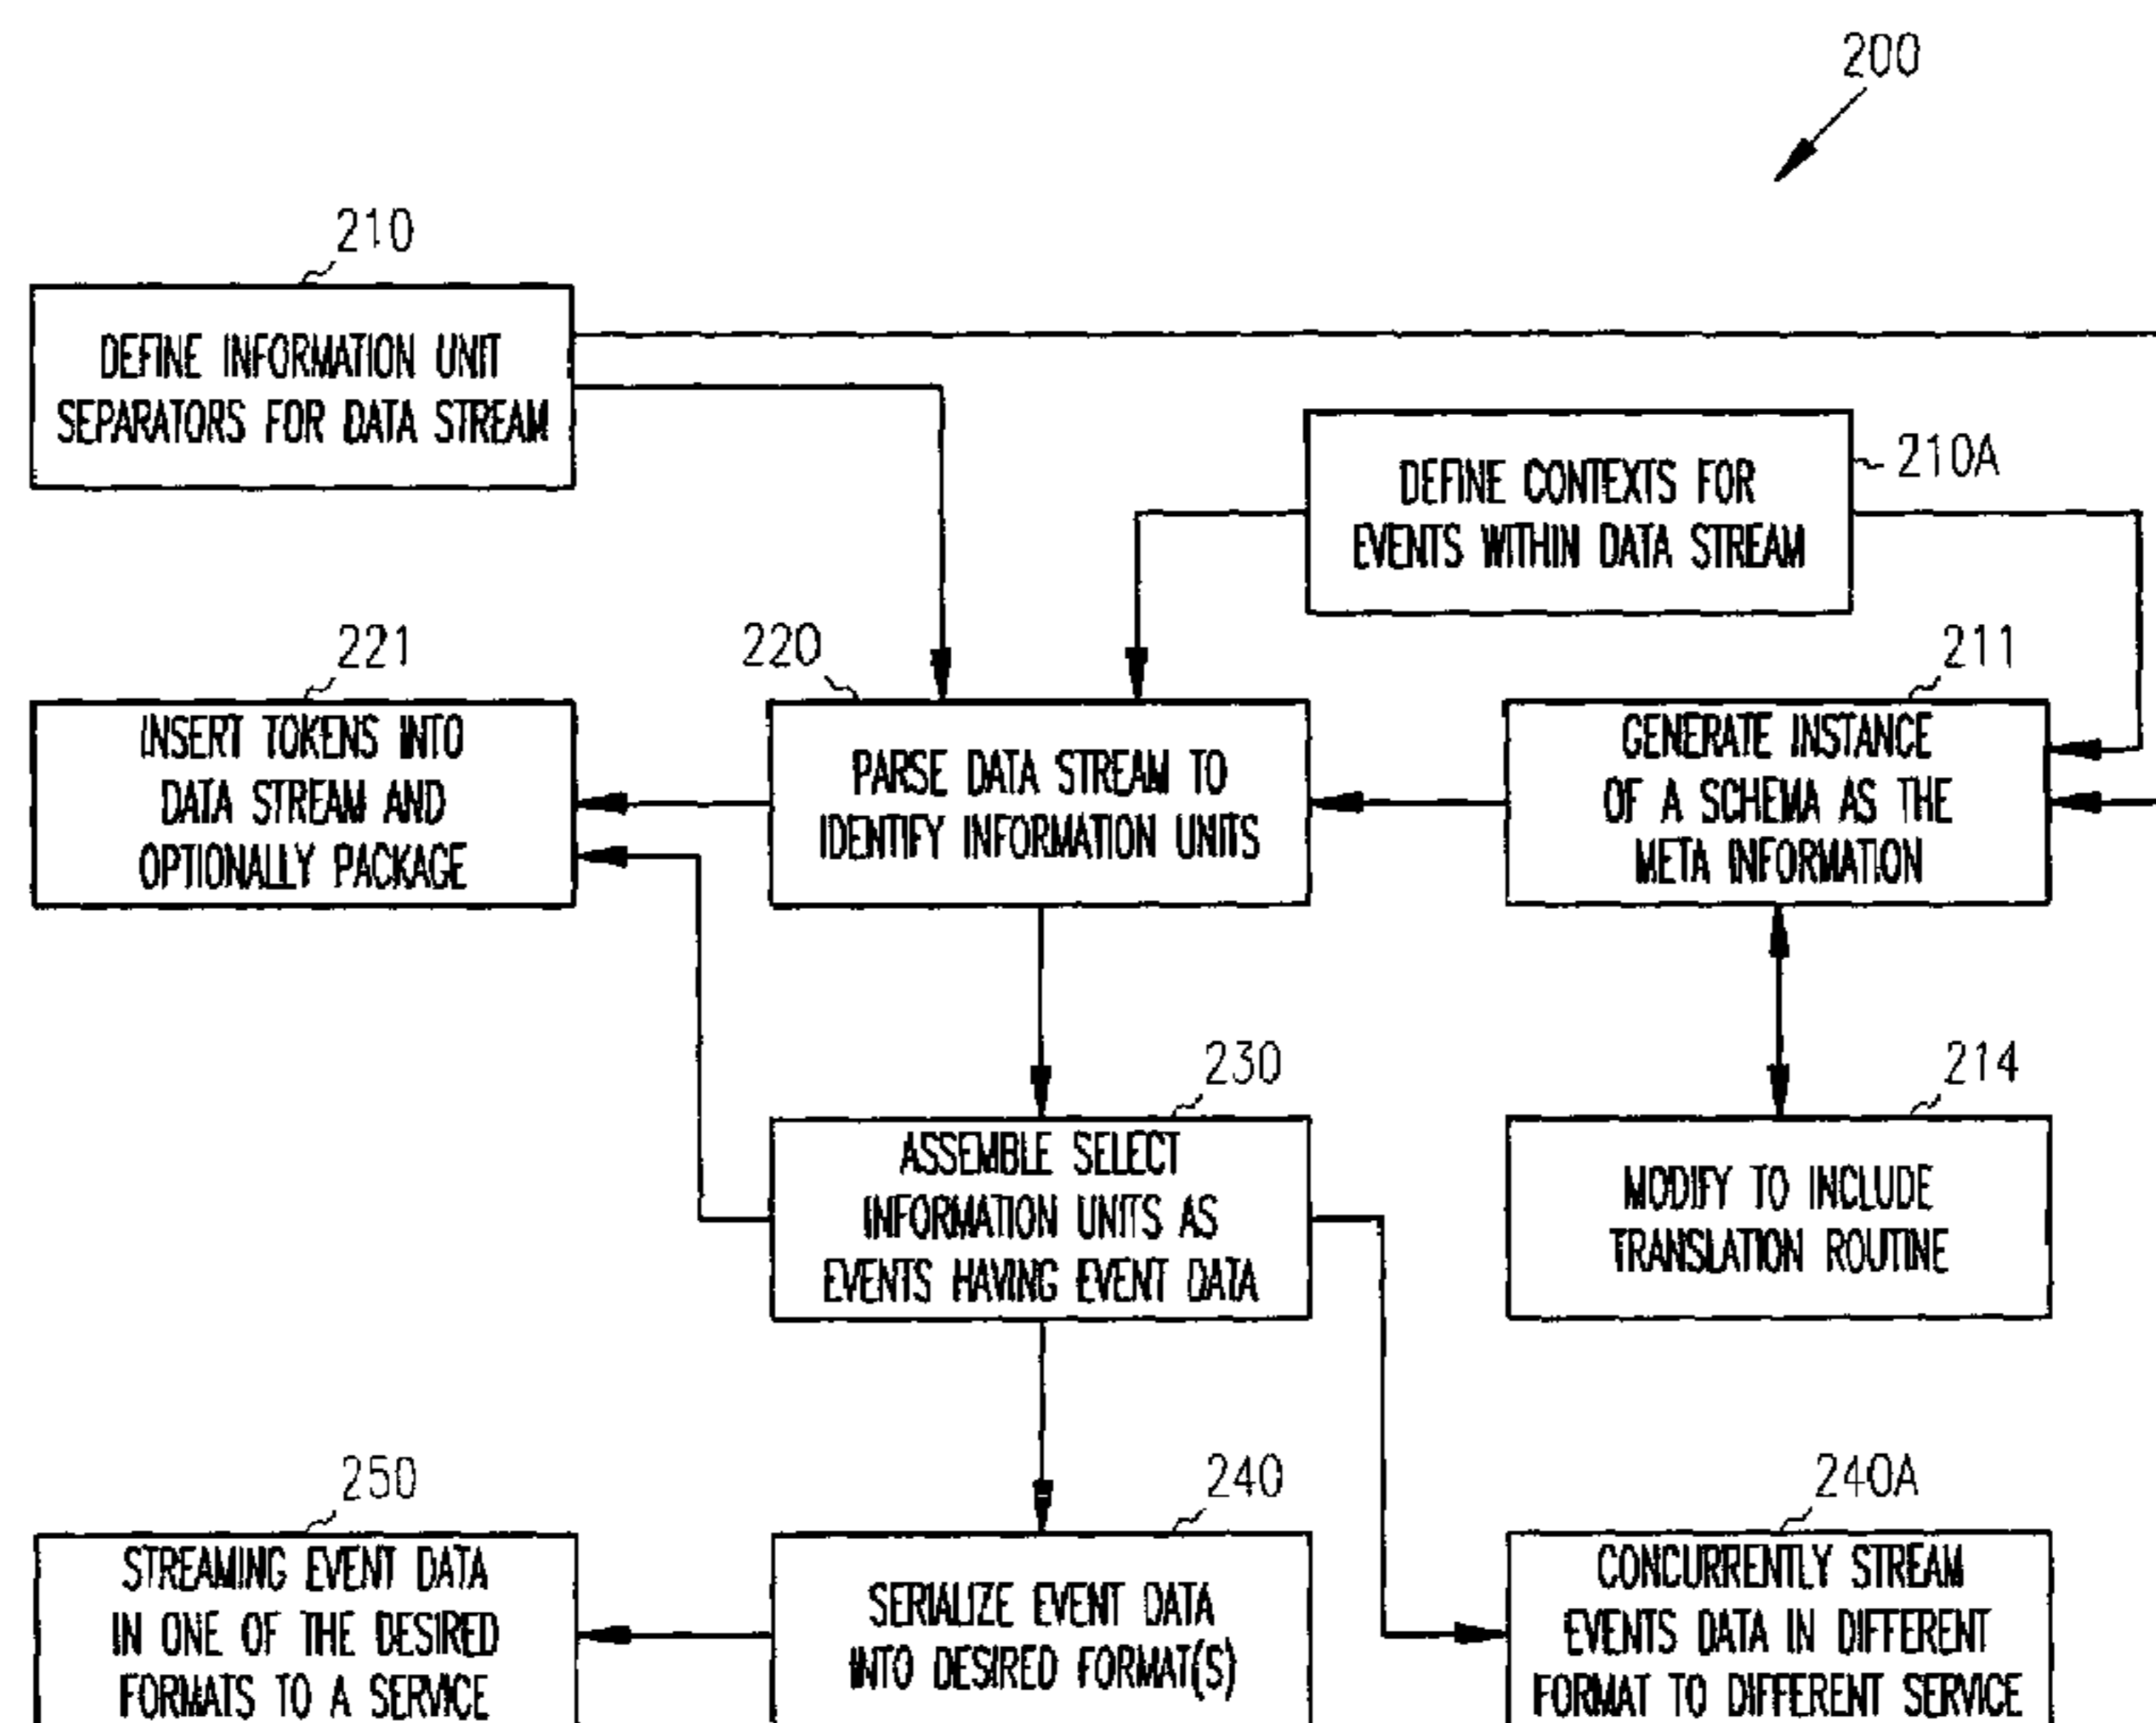 200
210
DEFINE INFORMATION UNIT
SEPARATORS FOR DATA STREAM
DEFINE CONTEXTS FOR
EVENTS WITHIN DATA STREAM
210A
221
INSERT TOKENS INTO
DATA STREAM AND
OPTIONALLY PACKAGE
220
PARSE DATA STREAM TO
IDENTIFY INFORMATION UNITS
211
GENERATE INSTANCE
OF A SCHEMA AS THE
META INFORMATION
230
ASSEMBLE SELECT
INFORMATION UNITS AS
EVENTS HAVING EVENT DATA
214
MODIFY TO INCLUDE
TRANSLATION ROUTINE
250
STREAMING EVENT DATA
IN ONE OF THE DESIRED
FORMATS TO A SERVICE
240
SERIALIZE EVENT DATA
INTO DESIRED FORMAT(S)
240A
CONCURRENTLY STREAM
EVENTS DATA IN DIFFERENT
FORMAT TO DIFFERENT SERVICE